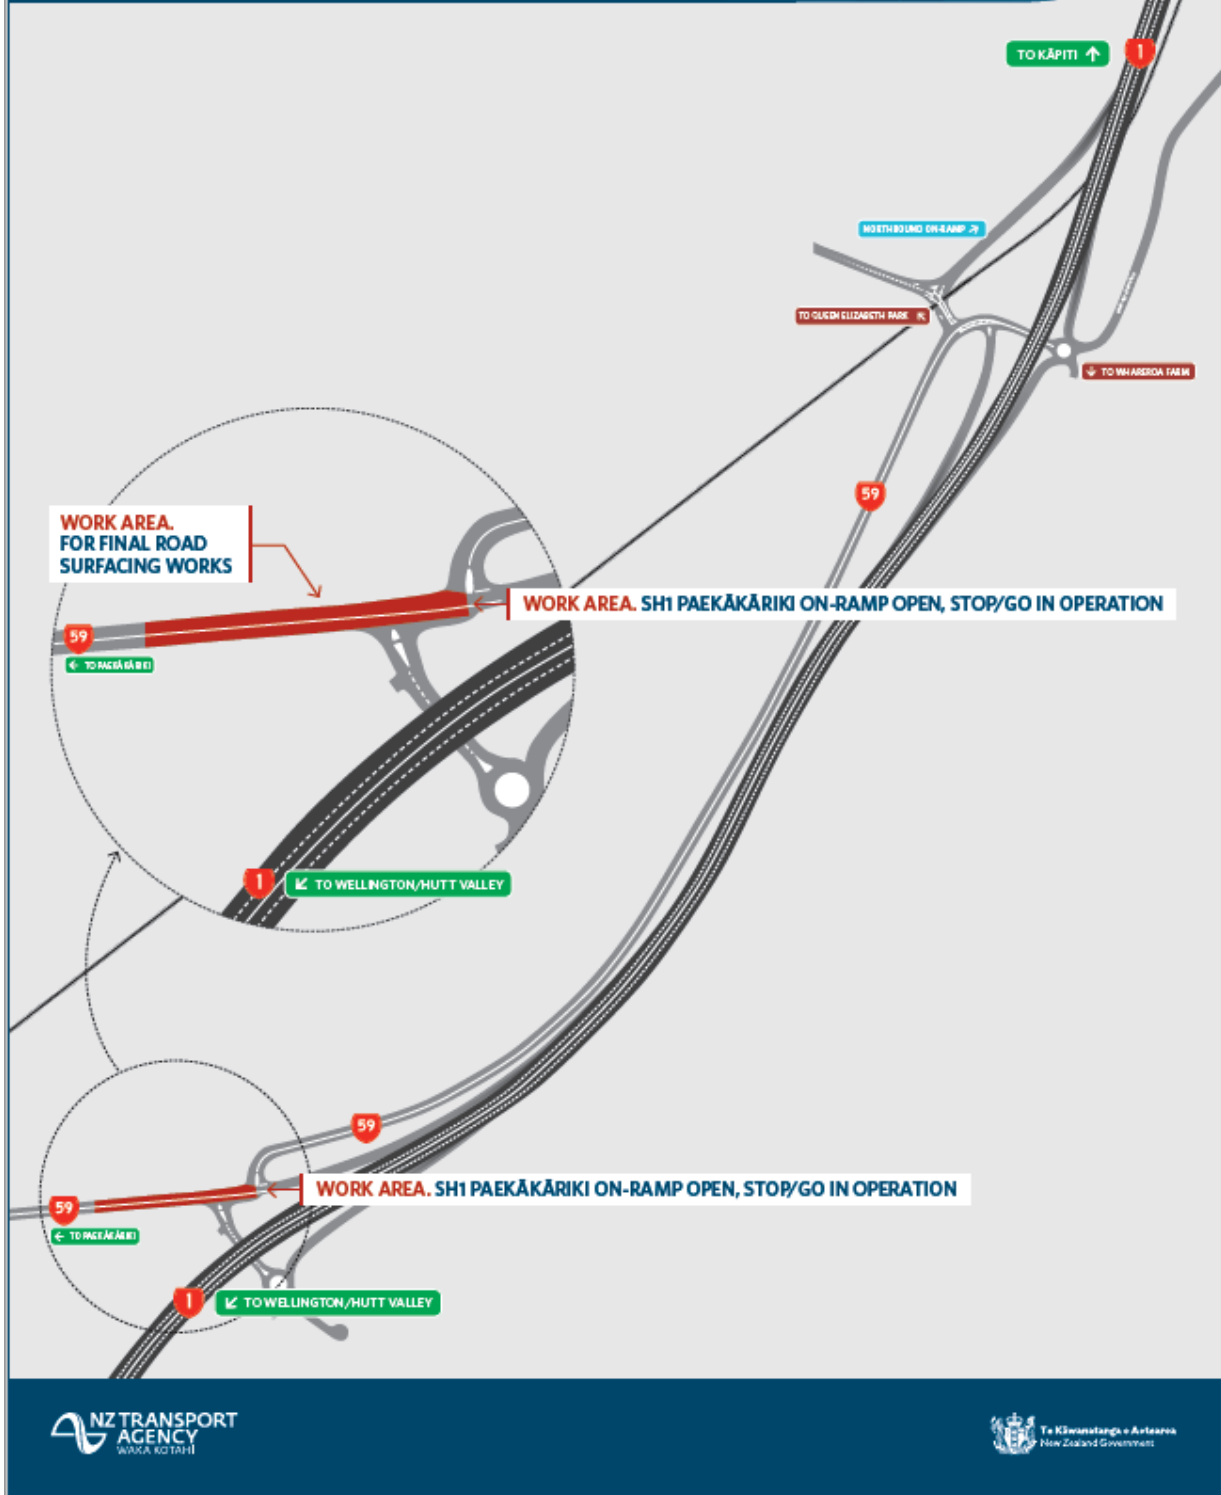 TO KĀPITI ↑
1
NORTHBOUND ON-RAMP
TO QUEEN ELIZABETH PARK
TO WHAREROA FARM
59
WORK AREA.
FOR FINAL ROAD
SURFACING WORKS
WORK AREA. SH1 PAEKĀKĀRIKI ON-RAMP OPEN, STOP/GO IN OPERATION
59
← TO PAEKĀKĀRIKI
1
↙ TO WELLINGTON/HUTT VALLEY
59
WORK AREA. SH1 PAEKĀKĀRIKI ON-RAMP OPEN, STOP/GO IN OPERATION
59
← TO PAEKĀKĀRIKI
1
↙ TO WELLINGTON/HUTT VALLEY
NZ TRANSPORT
AGENCY
WAKA KOTAHI
Te Kāwanatanga o Aotearoa
New Zealand Government